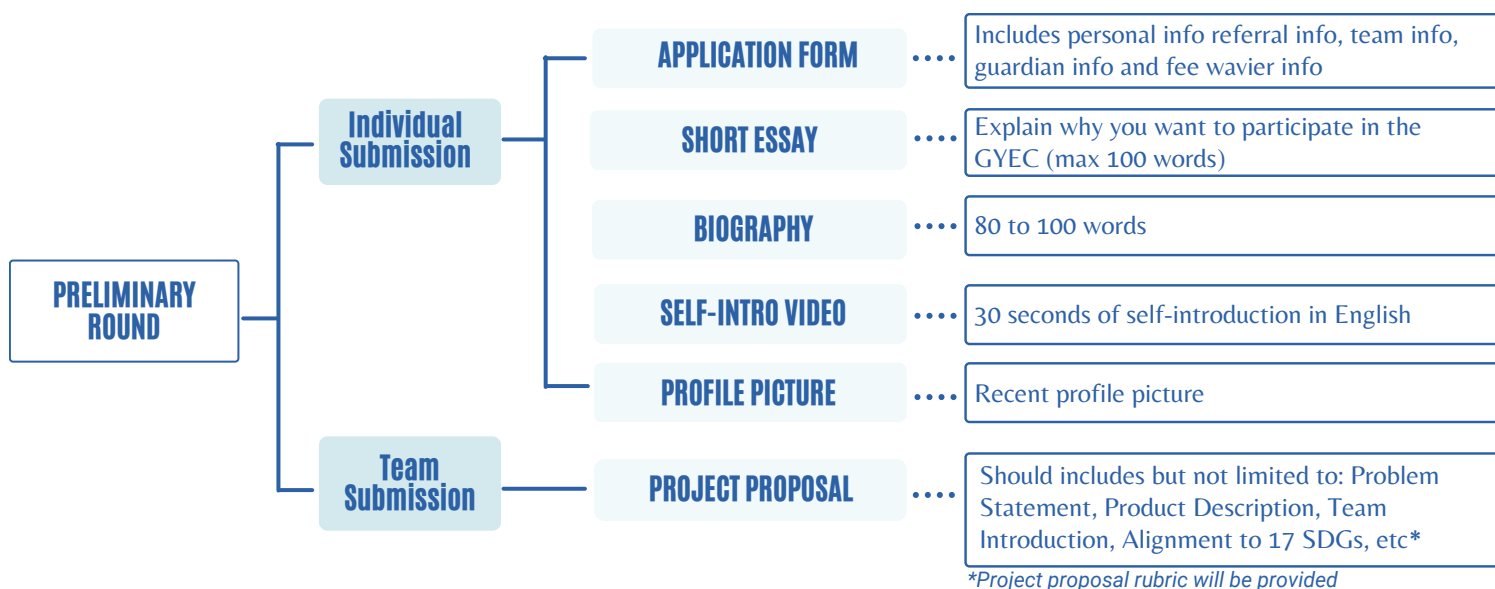 PRELIMINARY
ROUND
Individual
Submission
APPLICATION FORM
Includes personal info referral info, team info,
guardian info and fee wavier info
SHORT ESSAY
Explain why you want to participate in the
GYEC (max 100 words)
BIOGRAPHY
80 to 100 words
SELF-INTRO VIDEO
30 seconds of self-introduction in English
PROFILE PICTURE
Recent profile picture
Team
Submission
PROJECT PROPOSAL
Should includes but not limited to: Problem
Statement, Product Description, Team
Introduction, Alignment to 17 SDGs, etc*
*Project proposal rubric will be provided